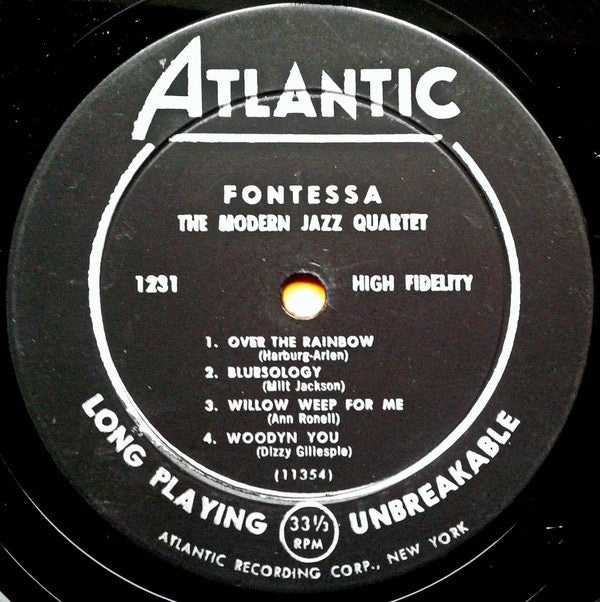 ATLANTIC
FONTESSA
THE MODERN JAZZ QUARTET
1231 HIGH FIDELITY
1. OVER THE RAINBOW
(Harburg-Arlen)
2. BLUESOLOGY
(Milt Jackson)
3. WILLOW WEEP FOR ME
(Ann Ronell)
4. WOODYN YOU
(Dizzy Gillespie)
(11354)
LONG PLAYING 33 1/3 RPM UNBREAKABLE
ATLANTIC RECORDING CORP., NEW YORK